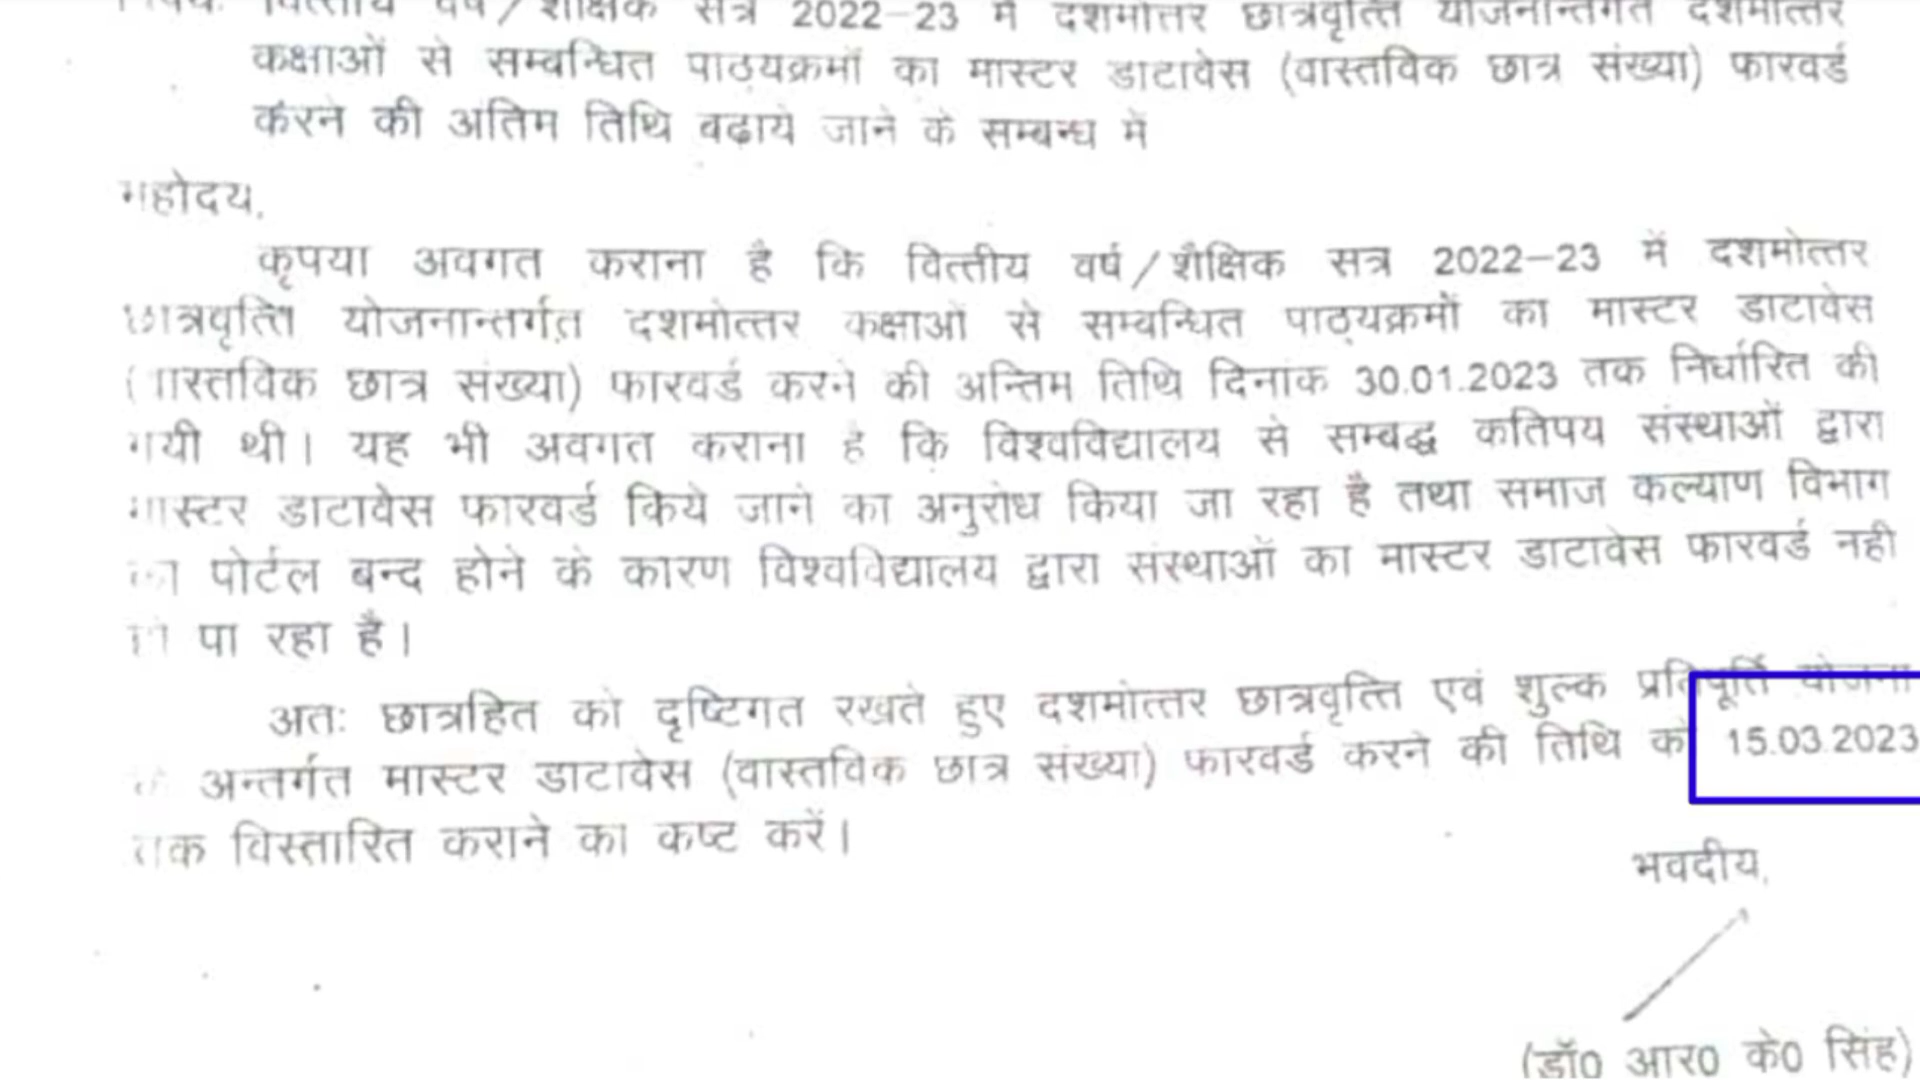 वित्तीय वर्ष/शैक्षिक सत्र 2022-23 में दशमोत्तर छात्रवृत्ति योजनान्तर्गत दशमोत्तर
कक्षाओं से सम्बन्धित पाठ्यक्रमों का मास्टर डाटावेस (वास्तविक छात्र संख्या) फारवर्ड
करने की अंतिम तिथि बढ़ाये जाने के सम्बन्ध में
महोदय,
कृपया अवगत कराना है कि वित्तीय वर्ष/शैक्षिक सत्र 2022-23 में दशमोत्तर
छात्रवृत्ति योजनान्तर्गत दशमोत्तर कक्षाओं से सम्बन्धित पाठ्यक्रमों का मास्टर डाटावेस
(वास्तविक छात्र संख्या) फारवर्ड करने की अन्तिम तिथि दिनांक 30.01.2023 तक निर्धारित की
गयी थी। यह भी अवगत कराना है कि विश्वविद्यालय से सम्बद्ध कतिपय संस्थाओं द्वारा
मास्टर डाटावेस फारवर्ड किये जाने का अनुरोध किया जा रहा है तथा समाज कल्याण विभाग
का पोर्टल बन्द होने के कारण विश्वविद्यालय द्वारा संस्थाओं का मास्टर डाटावेस फारवर्ड नही
पा रहा है।
अतः छात्रहित को दृष्टिगत रखते हुए दशमोत्तर छात्रवृत्ति एवं शुल्क प्रतिपूर्ति योजना
के अन्तर्गत मास्टर डाटावेस (वास्तविक छात्र संख्या) फारवर्ड करने की तिथि को 15.03.2023
तक विस्तारित कराने का कष्ट करें।
भवदीय,
(डॉ0 आर0 के0 सिंह)